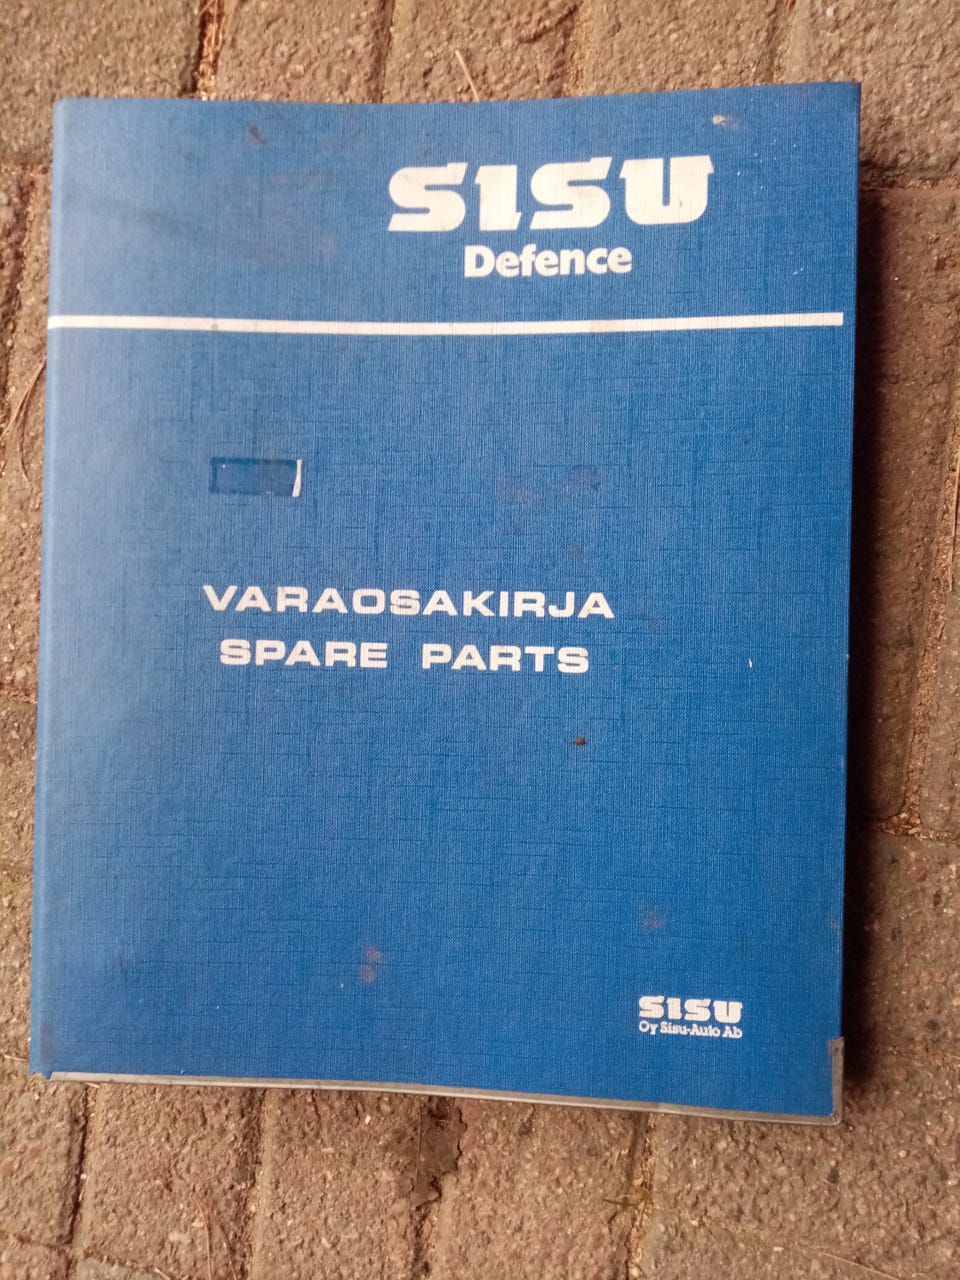 SISU
Defence
VARAOSAKIRJA
SPARE PARTS
SISU
Oy Sisu-Auto Ab